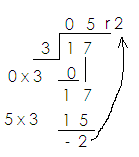 0 5 r2
3 1 7
0 x 3 0
1 7
5 x 3 1 5
- 2